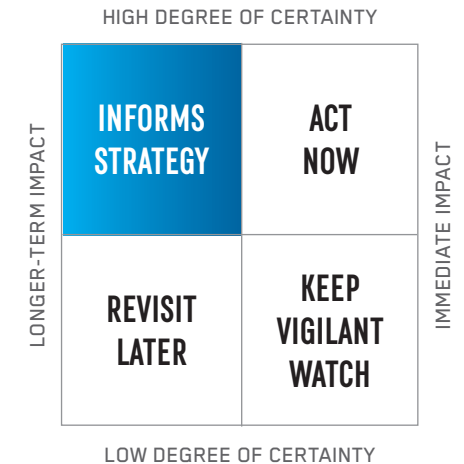 HIGH DEGREE OF CERTAINTY
LONGER-TERM IMPACT
INFORMS
STRATEGY
ACT
NOW
IMMEDIATE IMPACT
REVISIT
LATER
KEEP
VIGILANT
WATCH
LOW DEGREE OF CERTAINTY